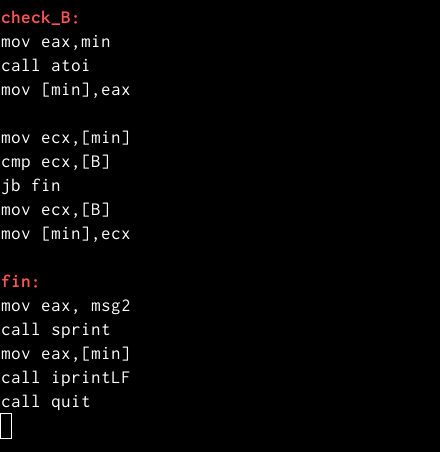 check_B:
mov eax,min
call atoi
mov [min],eax
mov ecx,[min]
cmp ecx,[B]
jb fin
mov ecx,[B]
mov [min],ecx
fin:
mov eax, msg2
call sprint
mov eax,[min]
call iprintLF
call quit